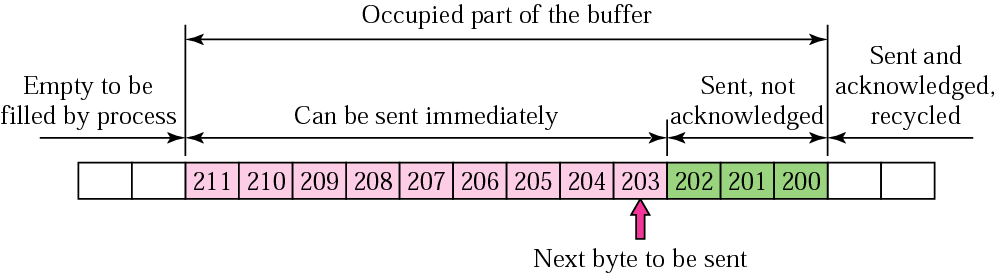 Occupied part of the buffer
Empty to be
filled by process
Can be sent immediately
Sent, not
acknowledged
Sent and
acknowledged,
recycled
211 210 209 208 207 206 205 204 203 202 201 200
Next byte to be sent